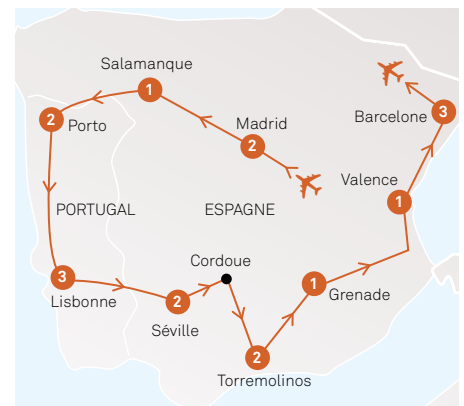 Salamanque
1
2
Porto
Madrid
2
Barcelone
3
Valence
1
PORTUGAL
ESPAGNE
Cordoue
3
Lisbonne
2
Séville
1
Grenade
2
Torremolinos